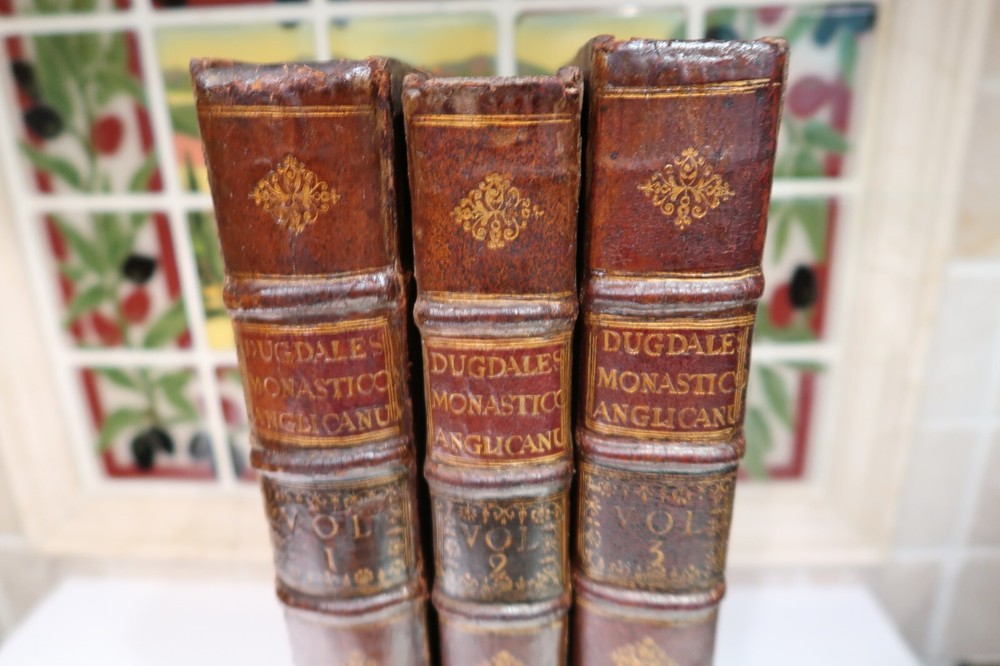 DUGDALES
MONASTICO
ANGLICANU
VOL
1
DUGDALES
MONASTICO
ANGLICANU
VOL
2
DUGDALES
MONASTICO
ANGLICANU
VOL
3